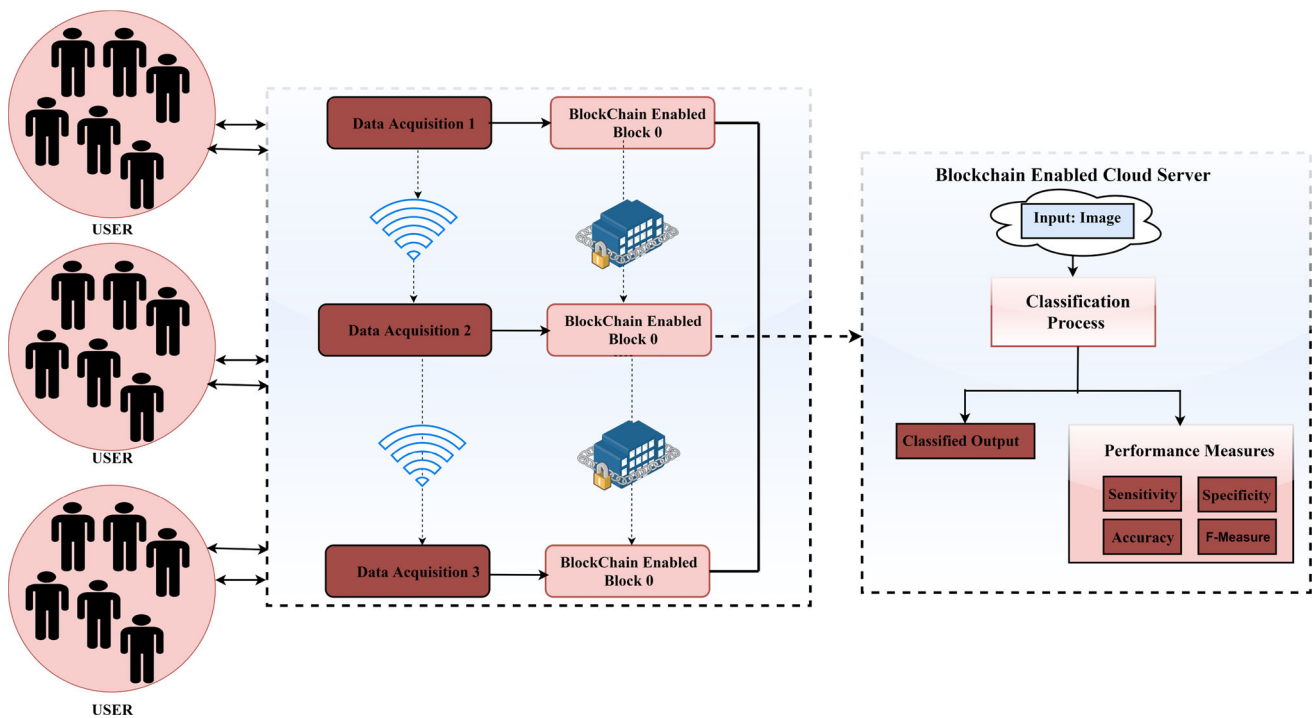 USER
USER
USER
Data Acquisition 1
BlockChain Enabled
Block 0
Data Acquisition 2
BlockChain Enabled
Block 0
Data Acquisition 3
BlockChain Enabled
Block 0
Blockchain Enabled Cloud Server
Input: Image
Classification
Process
Classified Output
Performance Measures
Sensitivity
Specificity
Accuracy
F-Measure